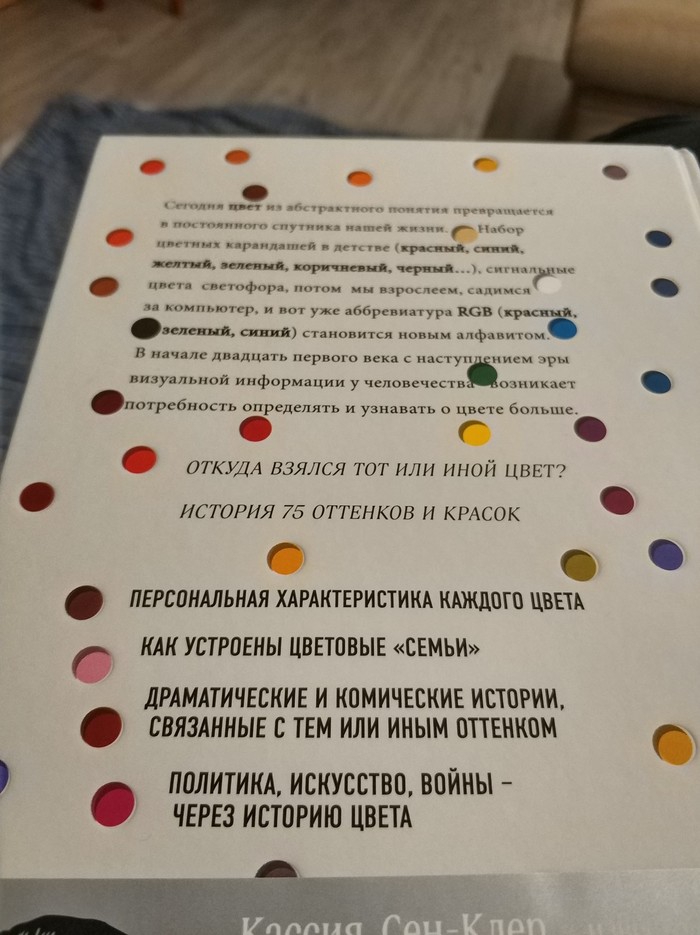 Сегодня цвет из абстрактного понятия превращается
в постоянного спутника нашей жизни. Набор
цветных карандашей в детстве (красный, синий,
желтый, зеленый, коричневый, черный…), сигнальные
цвета светофора, потом мы взрослеем, садимся
за компьютер, и вот уже аббревиатура RGB (красный,
зеленый, синий) становится новым алфавитом.
В начале двадцать первого века с наступлением эры
визуальной информации у человечества возникает
потребность определять и узнавать о цвете больше.
ОТКУДА ВЗЯЛСЯ ТОТ ИЛИ ИНОЙ ЦВЕТ?
ИСТОРИЯ 75 ОТТЕНКОВ И КРАСОК
ПЕРСОНАЛЬНАЯ ХАРАКТЕРИСТИКА КАЖДОГО ЦВЕТА
КАК УСТРОЕНЫ ЦВЕТОВЫЕ «СЕМЬИ»
ДРАМАТИЧЕСКИЕ И КОМИЧЕСКИЕ ИСТОРИИ,
СВЯЗАННЫЕ С ТЕМ ИЛИ ИНЫМ ОТТЕНКОМ
ПОЛИТИКА, ИСКУССТВО, ВОЙНЫ –
ЧЕРЕЗ ИСТОРИЮ ЦВЕТА
Кассия Сен-Клер